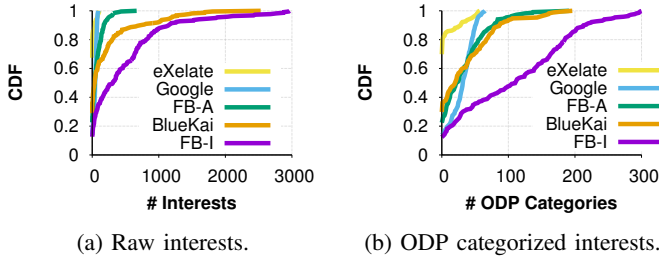 CDF
1
0.8
0.6
0.4
0.2
0
eXelate
Google
FB-A
BlueKai
FB-I
0 1000 2000 3000
# Interests
(a) Raw interests.
CDF
1
0.8
0.6
0.4
0.2
0
eXelate
Google
FB-A
BlueKai
FB-I
0 100 200 300
# ODP Categories
(b) ODP categorized interests.